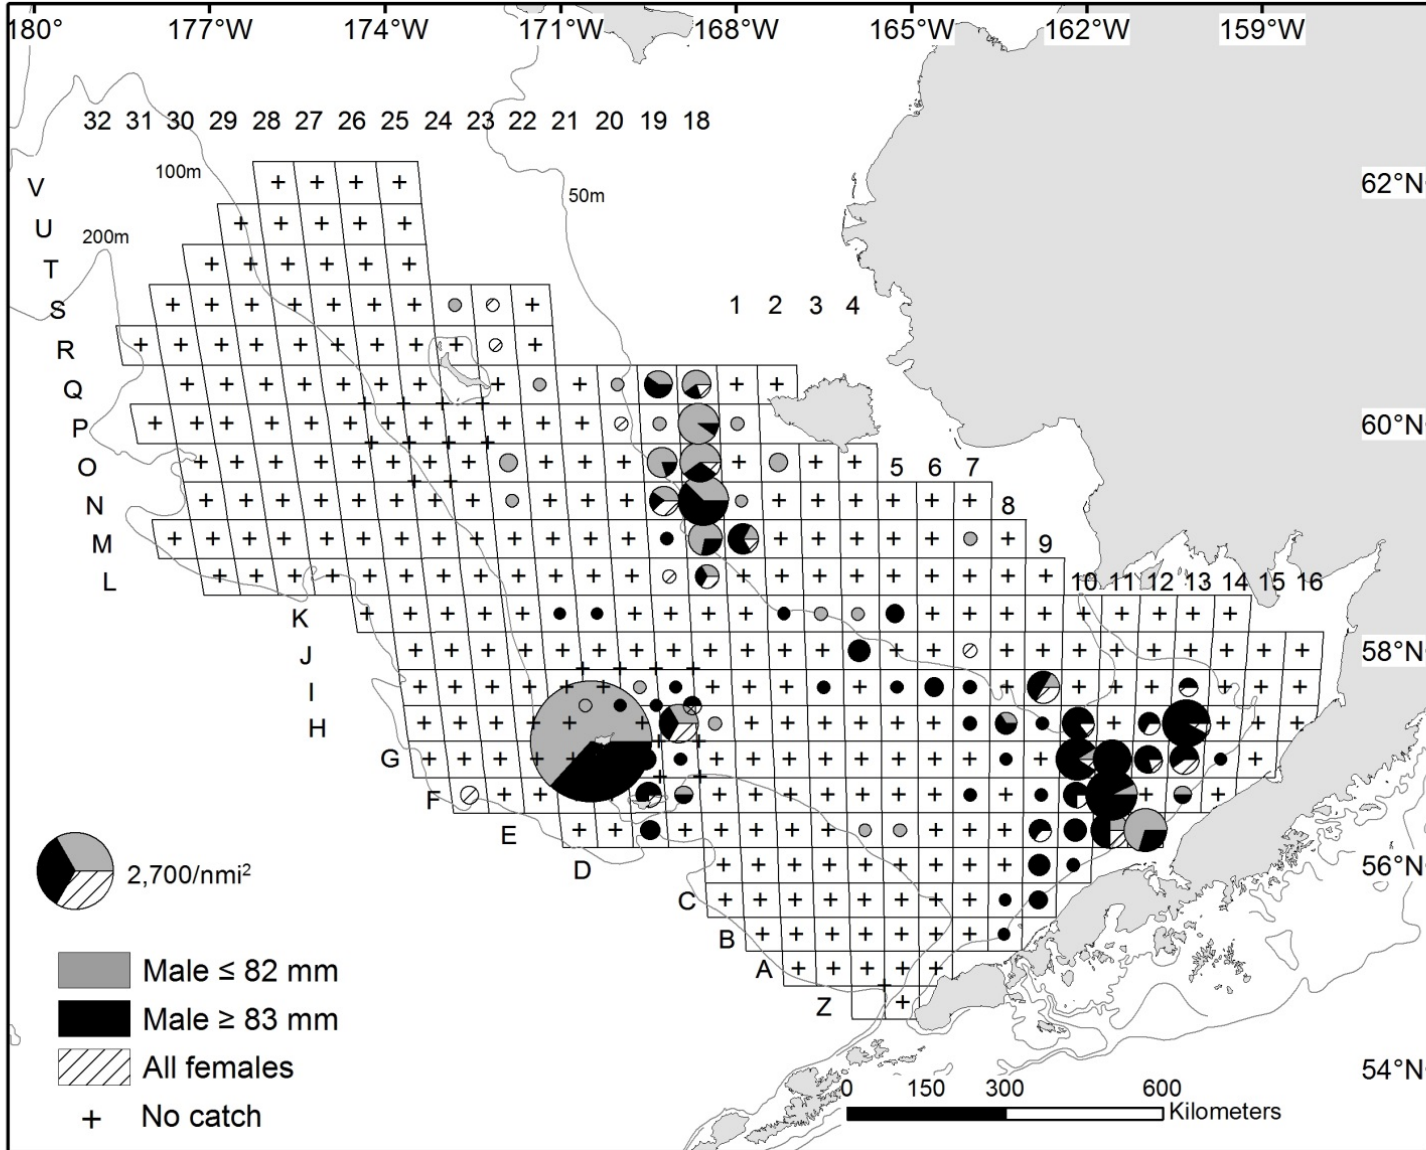 180° 177°W 174°W 171°W 168°W 165°W 162°W 159°W
32 31 30 29 28 27 26 25 24 23 22 21 20 19 18
100m
62°N
V
50m
U
200m
T
S
1 2 3 4
R
Q
P
60°N
O
5 6 7
N
8
M
9
L
10 11 12 13 14 15 16
K
J
58°N
I
H
G
F
E
D
56°N
2,700/nmi²
C
B
A
Male ≤ 82 mm
Z
Male ≥ 83 mm
All females
54°N
0 150 300 600
Kilometers
No catch